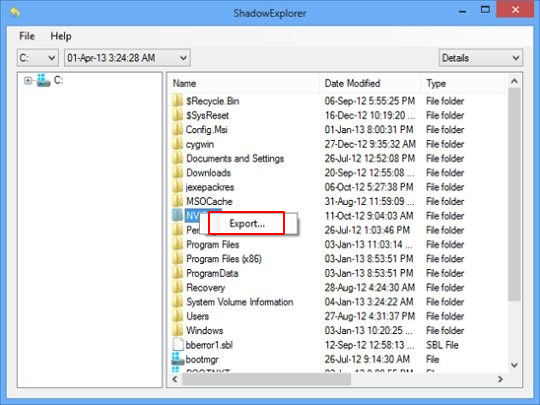 ShadowExplorer
File Help
C: 01-Apr-13 3:24:28 AM Details
C:
Name Date Modified Type
$Recycle.Bin 06-Sep-12 5:55:25 PM File folder
$SysReset 16-Dec-12 10:19:20 ... File folder
Config.Msi 01-Jan-13 8:00:31 PM File folder
cygwin 27-Dec-12 9:35:32 AM File folder
Documents and Settings 26-Jul-12 12:52:08 PM File folder
Downloads 20-Sep-12 12:55:08 ... File folder
jexepackres 06-Oct-12 5:27:38 PM File folder
MSOCache 31-Aug-12 11:59:09 ... File folder
NV 11-Oct-12 9:04:03 AM File folder
Export...
Per 26-Jul-12 1:03:46 PM File folder
Program Files 03-Jan-13 11:03:14 ... File folder
Program Files (x86) 03-Jan-13 8:53:51 PM File folder
ProgramData 03-Jan-13 8:53:51 PM File folder
Recovery 28-Aug-12 4:24:30 AM File folder
System Volume Information 04-Jan-13 3:24:22 AM File folder
Users 27-Aug-12 4:31:37 PM File folder
Windows 03-Jan-13 10:20:25 ... File folder
bberror1.sbl 12-Sep-12 12:58:13 ... SBL File
bootmgr 26-Jul-12 9:14:30 AM File